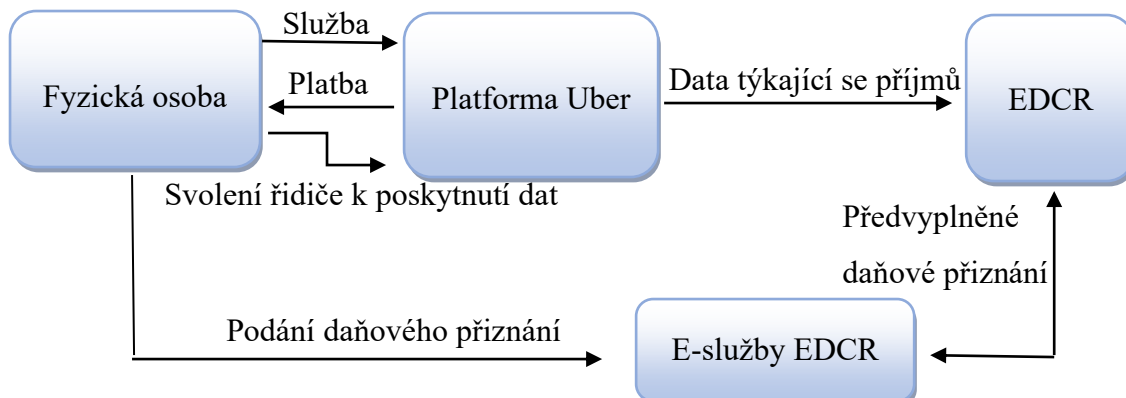 Služba
Fyzická osoba
Platba
Platforma Uber
Data týkající se příjmů
EDCR
Svolení řidiče k poskytnutí dat
Předvyplněné
daňové přiznání
Podání daňového přiznání
E-služby EDCR